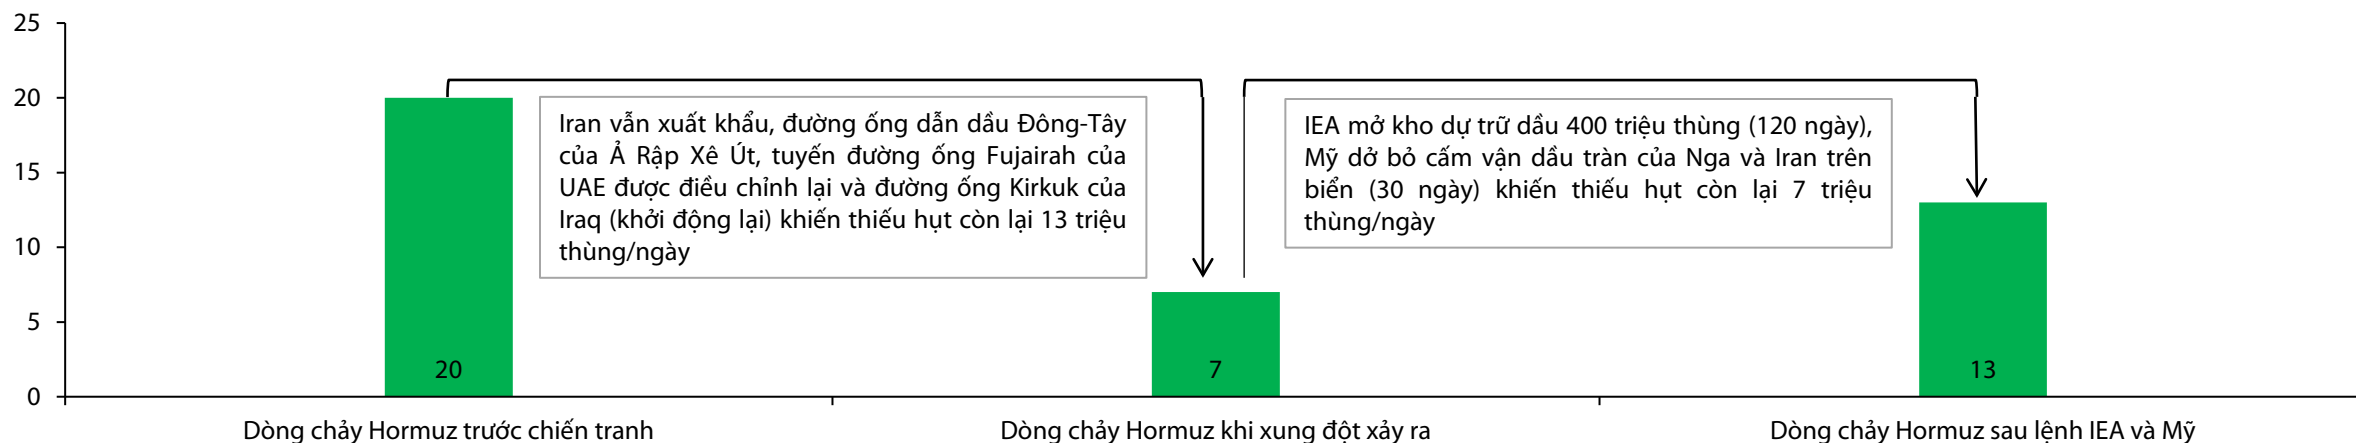 25
20
15
10
5
0
Iran vẫn xuất khẩu, đường ống dẫn dầu Đông-Tây
của Ả Rập Xê Út, tuyến đường ống Fujairah của
UAE được điều chỉnh lại và đường ống Kirkuk của
Iraq (khởi động lại) khiến thiếu hụt còn lại 13 triệu
thùng/ngày
IEA mở kho dự trữ dầu 400 triệu thùng (120 ngày),
Mỹ dở bỏ cấm vận dầu tràn của Nga và Iran trên
biển (30 ngày) khiến thiếu hụt còn lại 7 triệu
thùng/ngày
20
7
13
Dòng chảy Hormuz trước chiến tranh
Dòng chảy Hormuz khi xung đột xảy ra
Dòng chảy Hormuz sau lệnh IEA và Mỹ